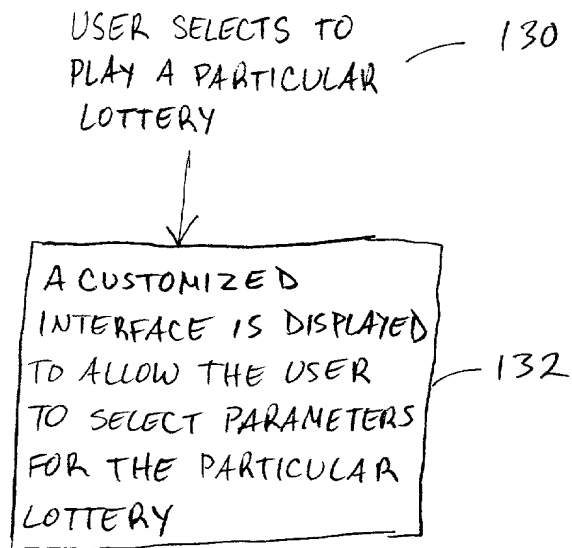 USER SELECTS TO
PLAY A PARTICULAR
LOTTERY
130
A CUSTOMIZED
INTERFACE IS DISPLAYED
TO ALLOW THE USER
TO SELECT PARAMETERS
FOR THE PARTICULAR
LOTTERY
132